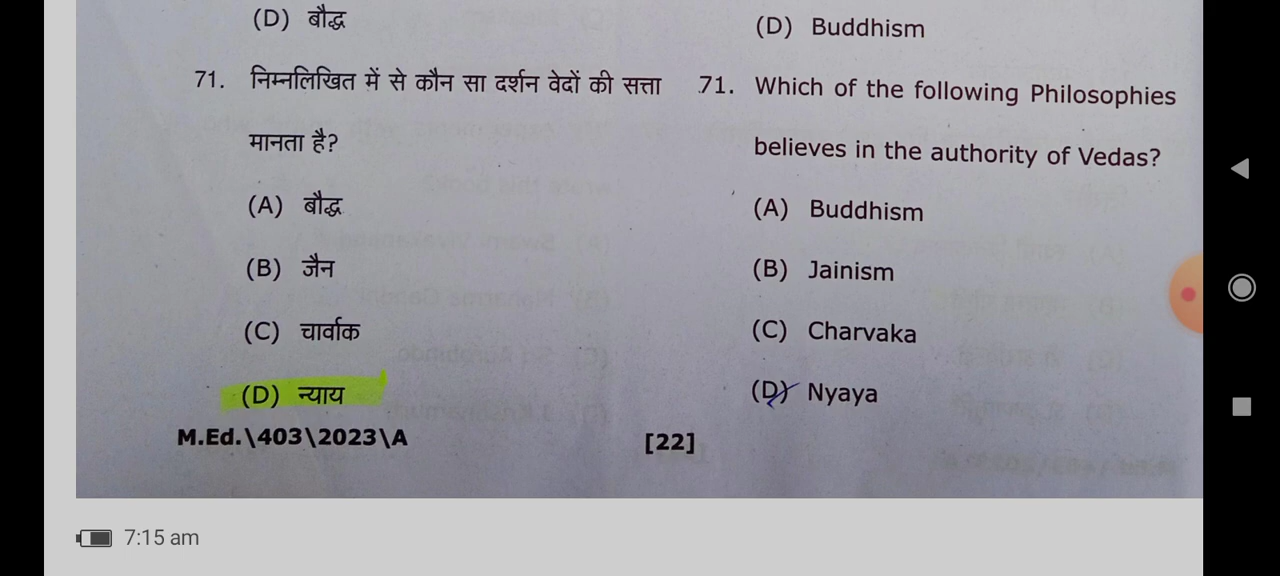 (D) बौद्ध
71. निम्नलिखित में से कौन सा दर्शन वेदों की सत्ता
मानता है?
(A) बौद्ध
(B) जैन
(C) चार्वाक
(D) न्याय
M.Ed.\403\2023\A
(D) Buddhism
71. Which of the following Philosophies
believes in the authority of Vedas?
(A) Buddhism
(B) Jainism
(C) Charvaka
(D) Nyaya
[22]
7:15 am